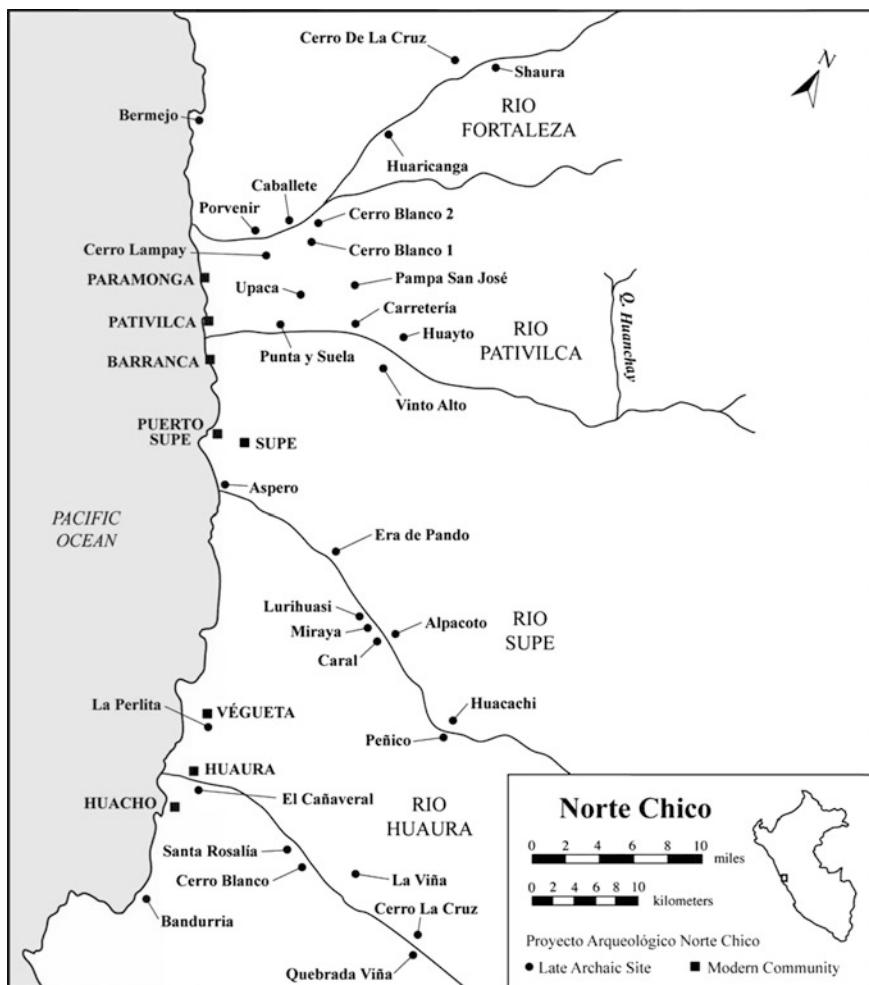 Cerro De La Cruz
N
Shaura
RIO
FORTALEZA
Bermejo
Huaricanga
Caballete
Porvenir
Cerro Blanco 2
Cerro Lampay
Cerro Blanco 1
PARAMONGA
Pampa San José
Upaca
Q. Huanchay
PATIVILCA
Carretería
RIO
PATIVILCA
Huayto
BARRANCA
Punta y Suela
Vinto Alto
PUERTO
SUPE
SUPE
Aspero
PACIFIC
OCEAN
Era de Pando
Lurihuasi
Miraya
Alpacoto
RIO
SUPE
Caral
La Perlita
VÉGUETA
Huacachi
Peñico
HUAURA
HUACHO
El Cañaveral
RIO
HUAURA
Santa Rosalía
Cerro Blanco
La Viña
Bandurria
Cerro La Cruz
Quebrada Viña
Norte Chico
0 2 4 6 8 10
miles
0 2 4 6 8 10
kilometers
Proyecto Arqueológico Norte Chico
Late Archaic Site
Modern Community